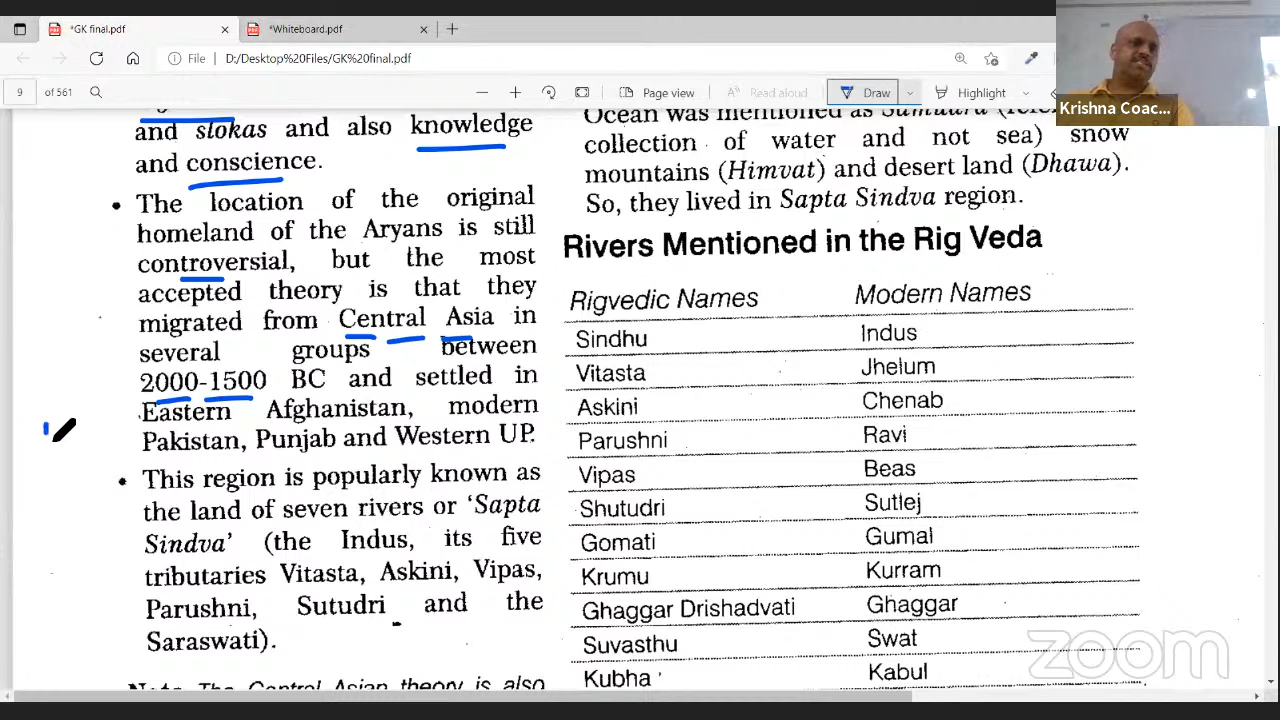 *GK final.pdf
*Whiteboard.pdf
File
D:/Desktop%20Files/GK%20final.pdf
9 of 561
Page view
Read aloud
Draw
Highlight
Krishna Coac...
and slokas and also knowledge
and conscience.
• The location of the original
homeland of the Aryans is still
controversial, but the most
accepted theory is that they
migrated from Central Asia in
several groups between
2000-1500 BC and settled in
Eastern Afghanistan, modern
Pakistan, Punjab and Western UP.
• This region is popularly known as
the land of seven rivers or 'Sapta
Sindva' (the Indus, its five
tributaries Vitasta, Askini, Vipas,
Parushni, Sutudri and the
Saraswati).
Note The Central Asia theory is also
Ocean was mentioned as
collection of water and not sea) snow
mountains (Himvat) and desert land (Dhawa).
So, they lived in Sapta Sindva region.
Rivers Mentioned in the Rig Veda
Rigvedic Names Modern Names
Sindhu Indus
Vitasta Jhelum
Askini Chenab
Parushni Ravi
Vipas Beas
Shutudri Sutlej
Gomati Gumal
Krumu Kurram
Ghaggar Drishadvati Ghaggar
Suvasthu Swat
Kubha Kabul
zoom